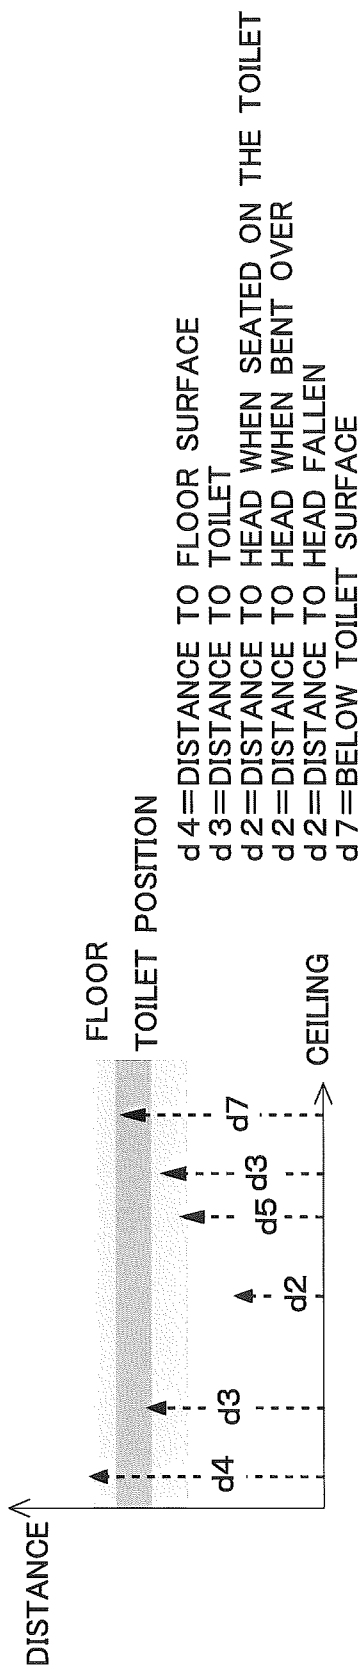 DISTANCE
FLOOR
TOILET POSITION
d4
d3
d2
d5
d3
d7
CEILING
d4=DISTANCE TO FLOOR SURFACE
d3=DISTANCE TO TOILET
d2=DISTANCE TO HEAD WHEN SEATED ON THE TOILET
d2=DISTANCE TO HEAD WHEN BENT OVER
d2=DISTANCE TO HEAD FALLEN
d7=BELOW TOILET SURFACE